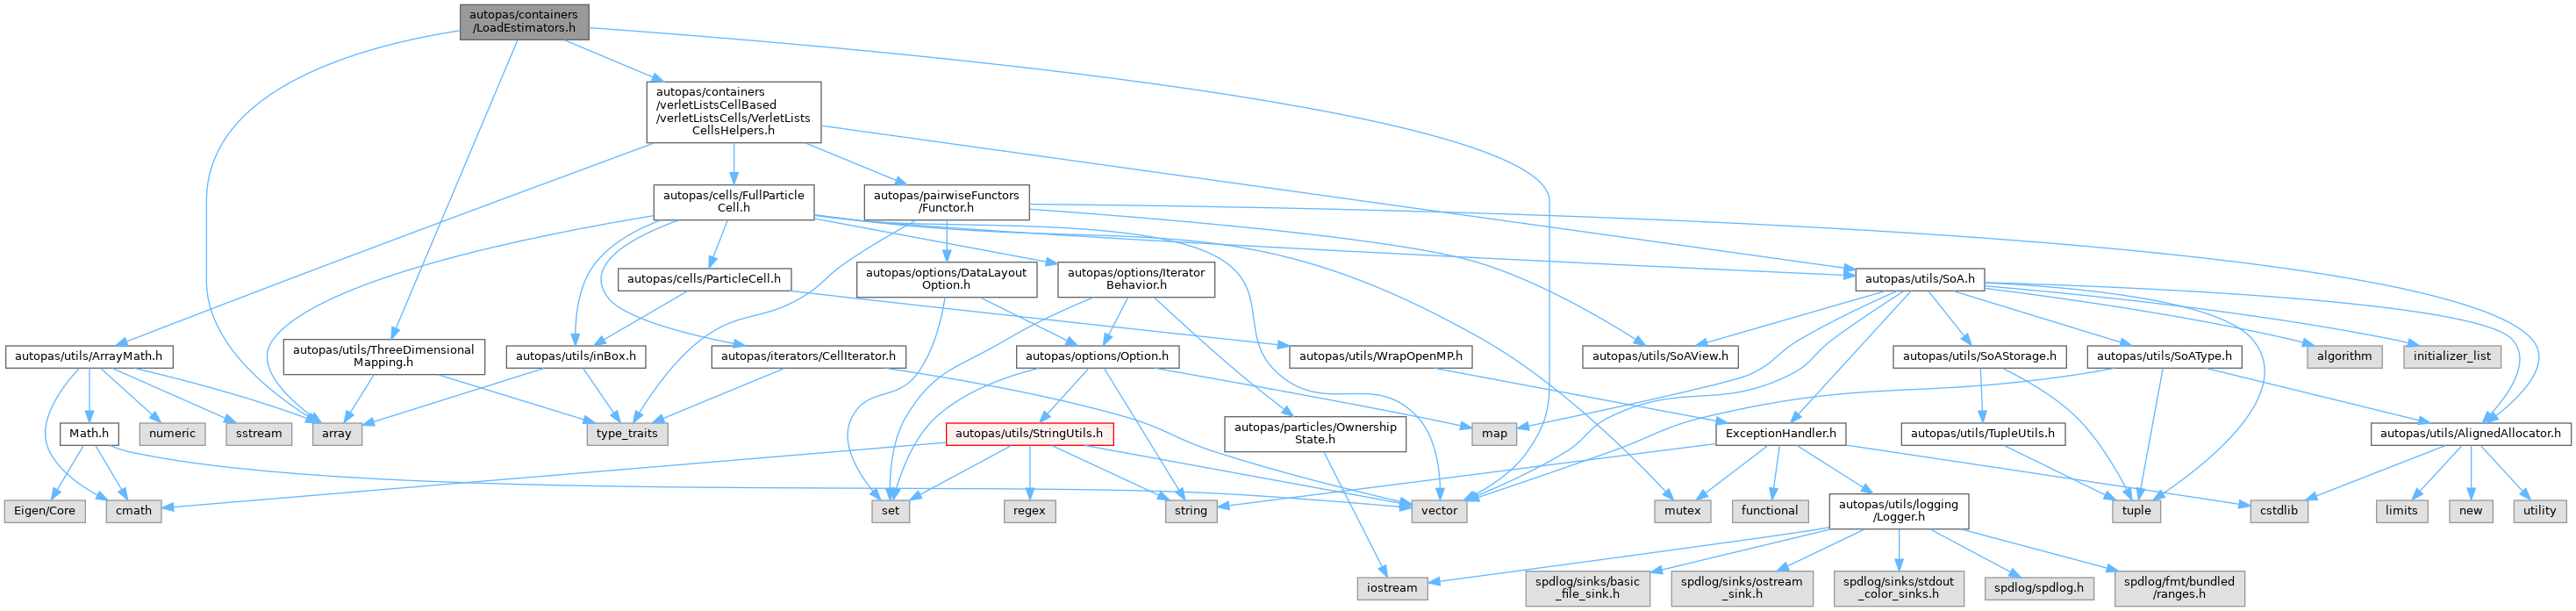 autopas/containers
/LoadEstimators.h
autopas/containers
/verletListsCellBased
/verletListsCells/VerletLists
CellsHelpers.h
autopas/cells/FullParticle
Cell.h
autopas/pairwiseFunctors
/Functor.h
autopas/cells/ParticleCell.h
autopas/options/DataLayout
Option.h
autopas/options/Iterator
Behavior.h
autopas/utils/SoA.h
autopas/utils/ArrayMath.h
autopas/utils/ThreeDimensional
Mapping.h
autopas/utils/inBox.h
autopas/iterators/CellIterator.h
autopas/options/Option.h
autopas/utils/WrapOpenMP.h
autopas/utils/SoAView.h
autopas/utils/SoAStorage.h
autopas/utils/SoAType.h
algorithm
initializer_list
Math.h
numeric
sstream
array
type_traits
autopas/utils/StringUtils.h
autopas/particles/Ownership
State.h
map
ExceptionHandler.h
autopas/utils/TupleUtils.h
autopas/utils/AlignedAllocator.h
Eigen/Core
cmath
set
regex
string
vector
mutex
functional
autopas/utils/logging
/Logger.h
tuple
cstdlib
limits
new
utility
iostream
spdlog/sinks/basic
_file_sink.h
spdlog/sinks/ostream
_sink.h
spdlog/sinks/stdout
_color_sinks.h
spdlog/spdlog.h
spdlog/fmt/bundled
/ranges.h